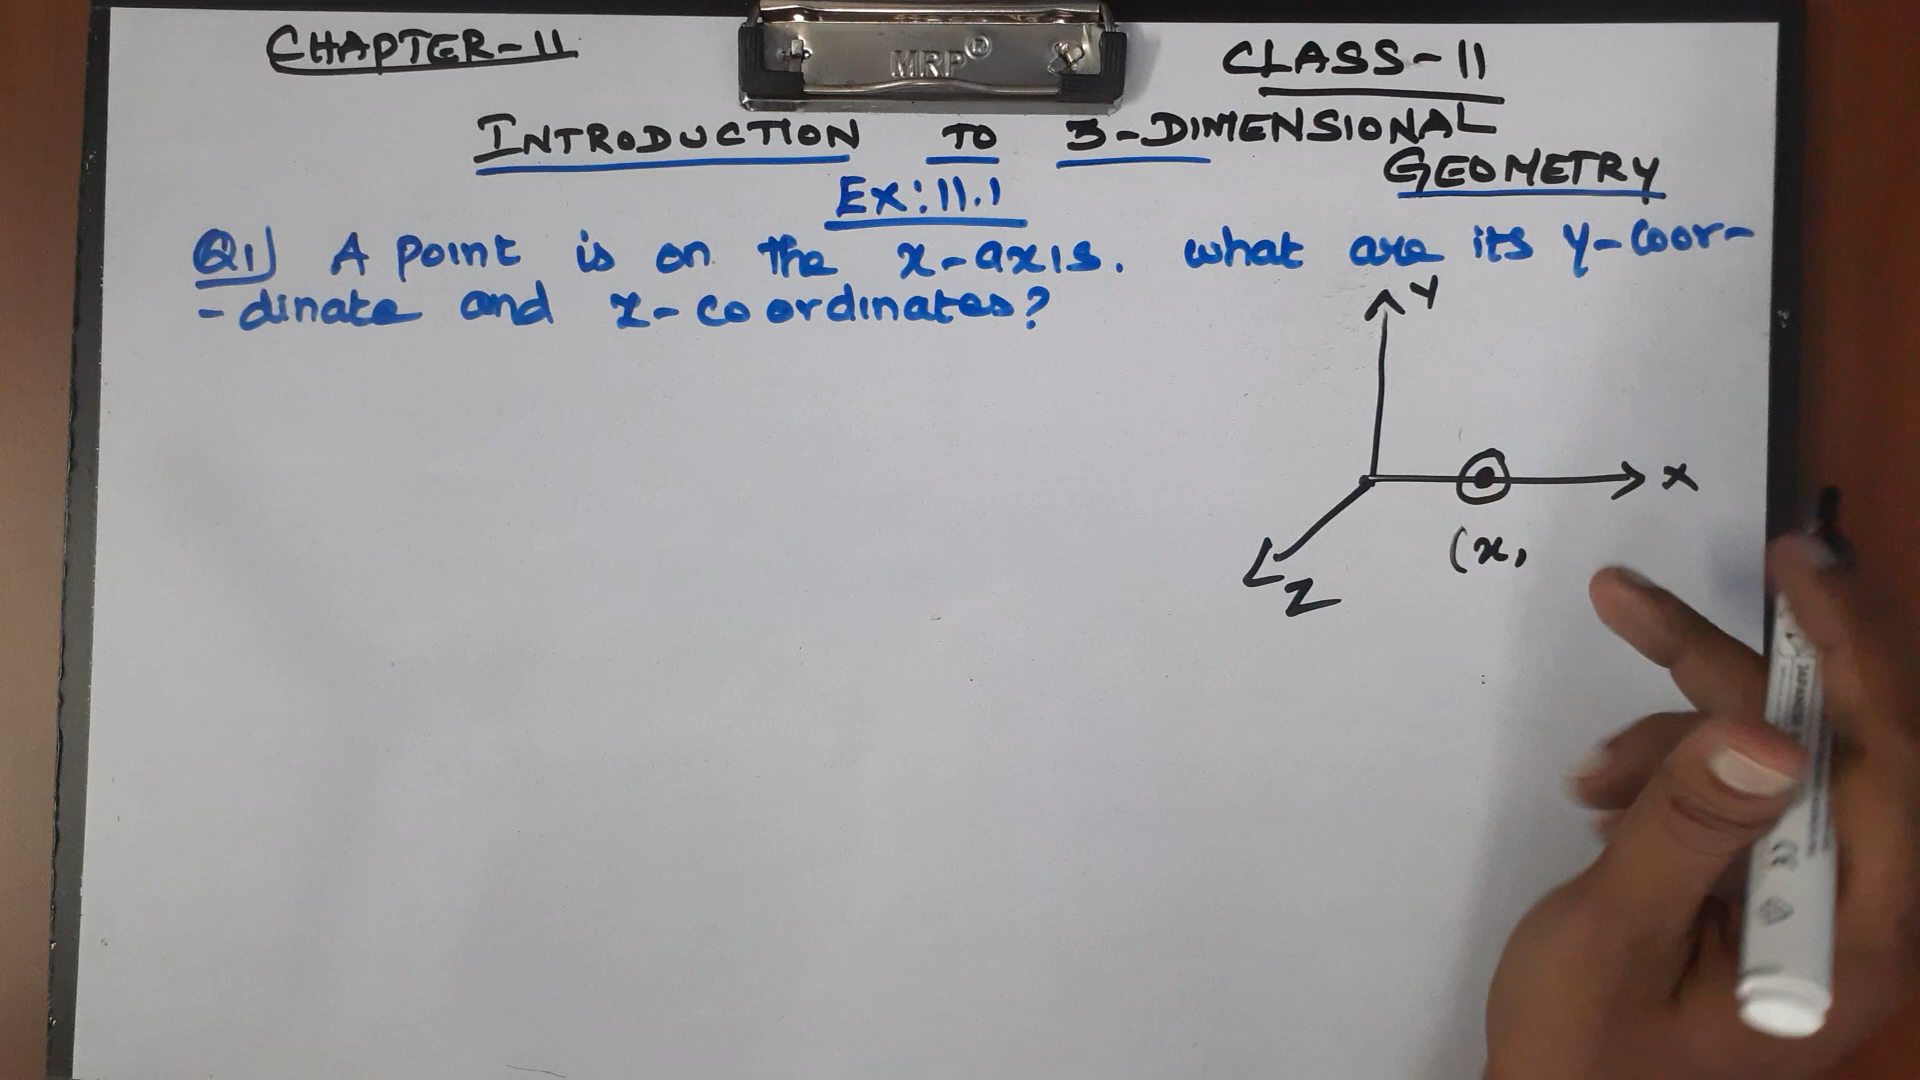 CHAPTER-11
MRP®
CLASS-11
INTRODUCTION TO 3-DIMENSIONAL
GEOMETRY
Ex:11.1
Q1) A point is on the x-axis. what are its Y-coor-
-dinate and z-coordinates?
Y
X
(x,
Z
CE